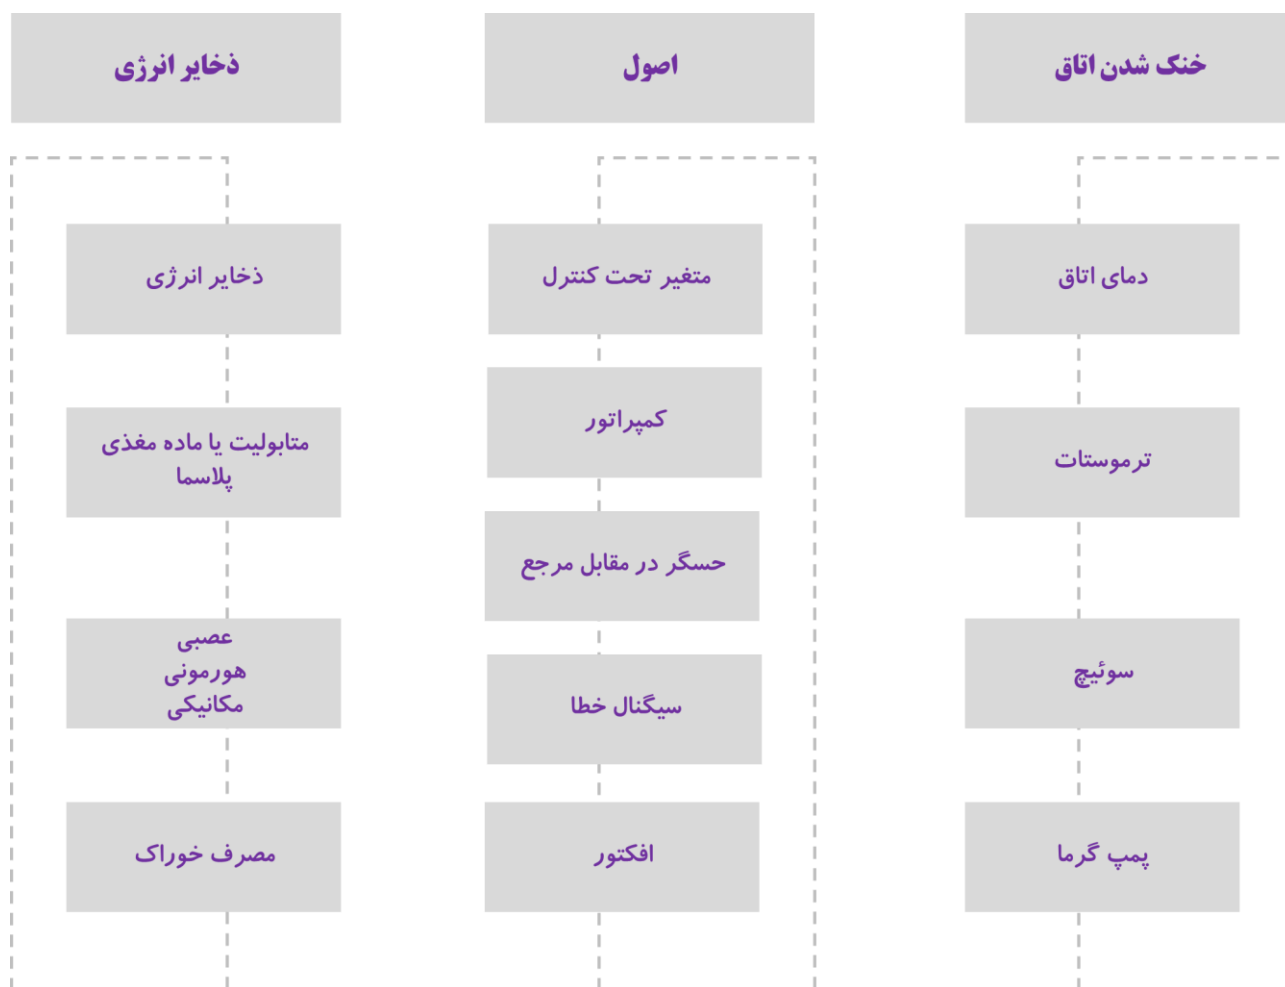 خنک شدن اتاق
دمای اتاق
ترموستات
سوئیچ
پمپ گرما
اصول
متغیر تحت کنترل
کمپراتور
حسگر در مقابل مرجع
سیگنال خطا
افکتور
ذخایر انرژی
ذخایر انرژی
متابولیت یا ماده مغذی
پلاسما
عصبی
هورمونی
مکانیکی
مصرف خوراک